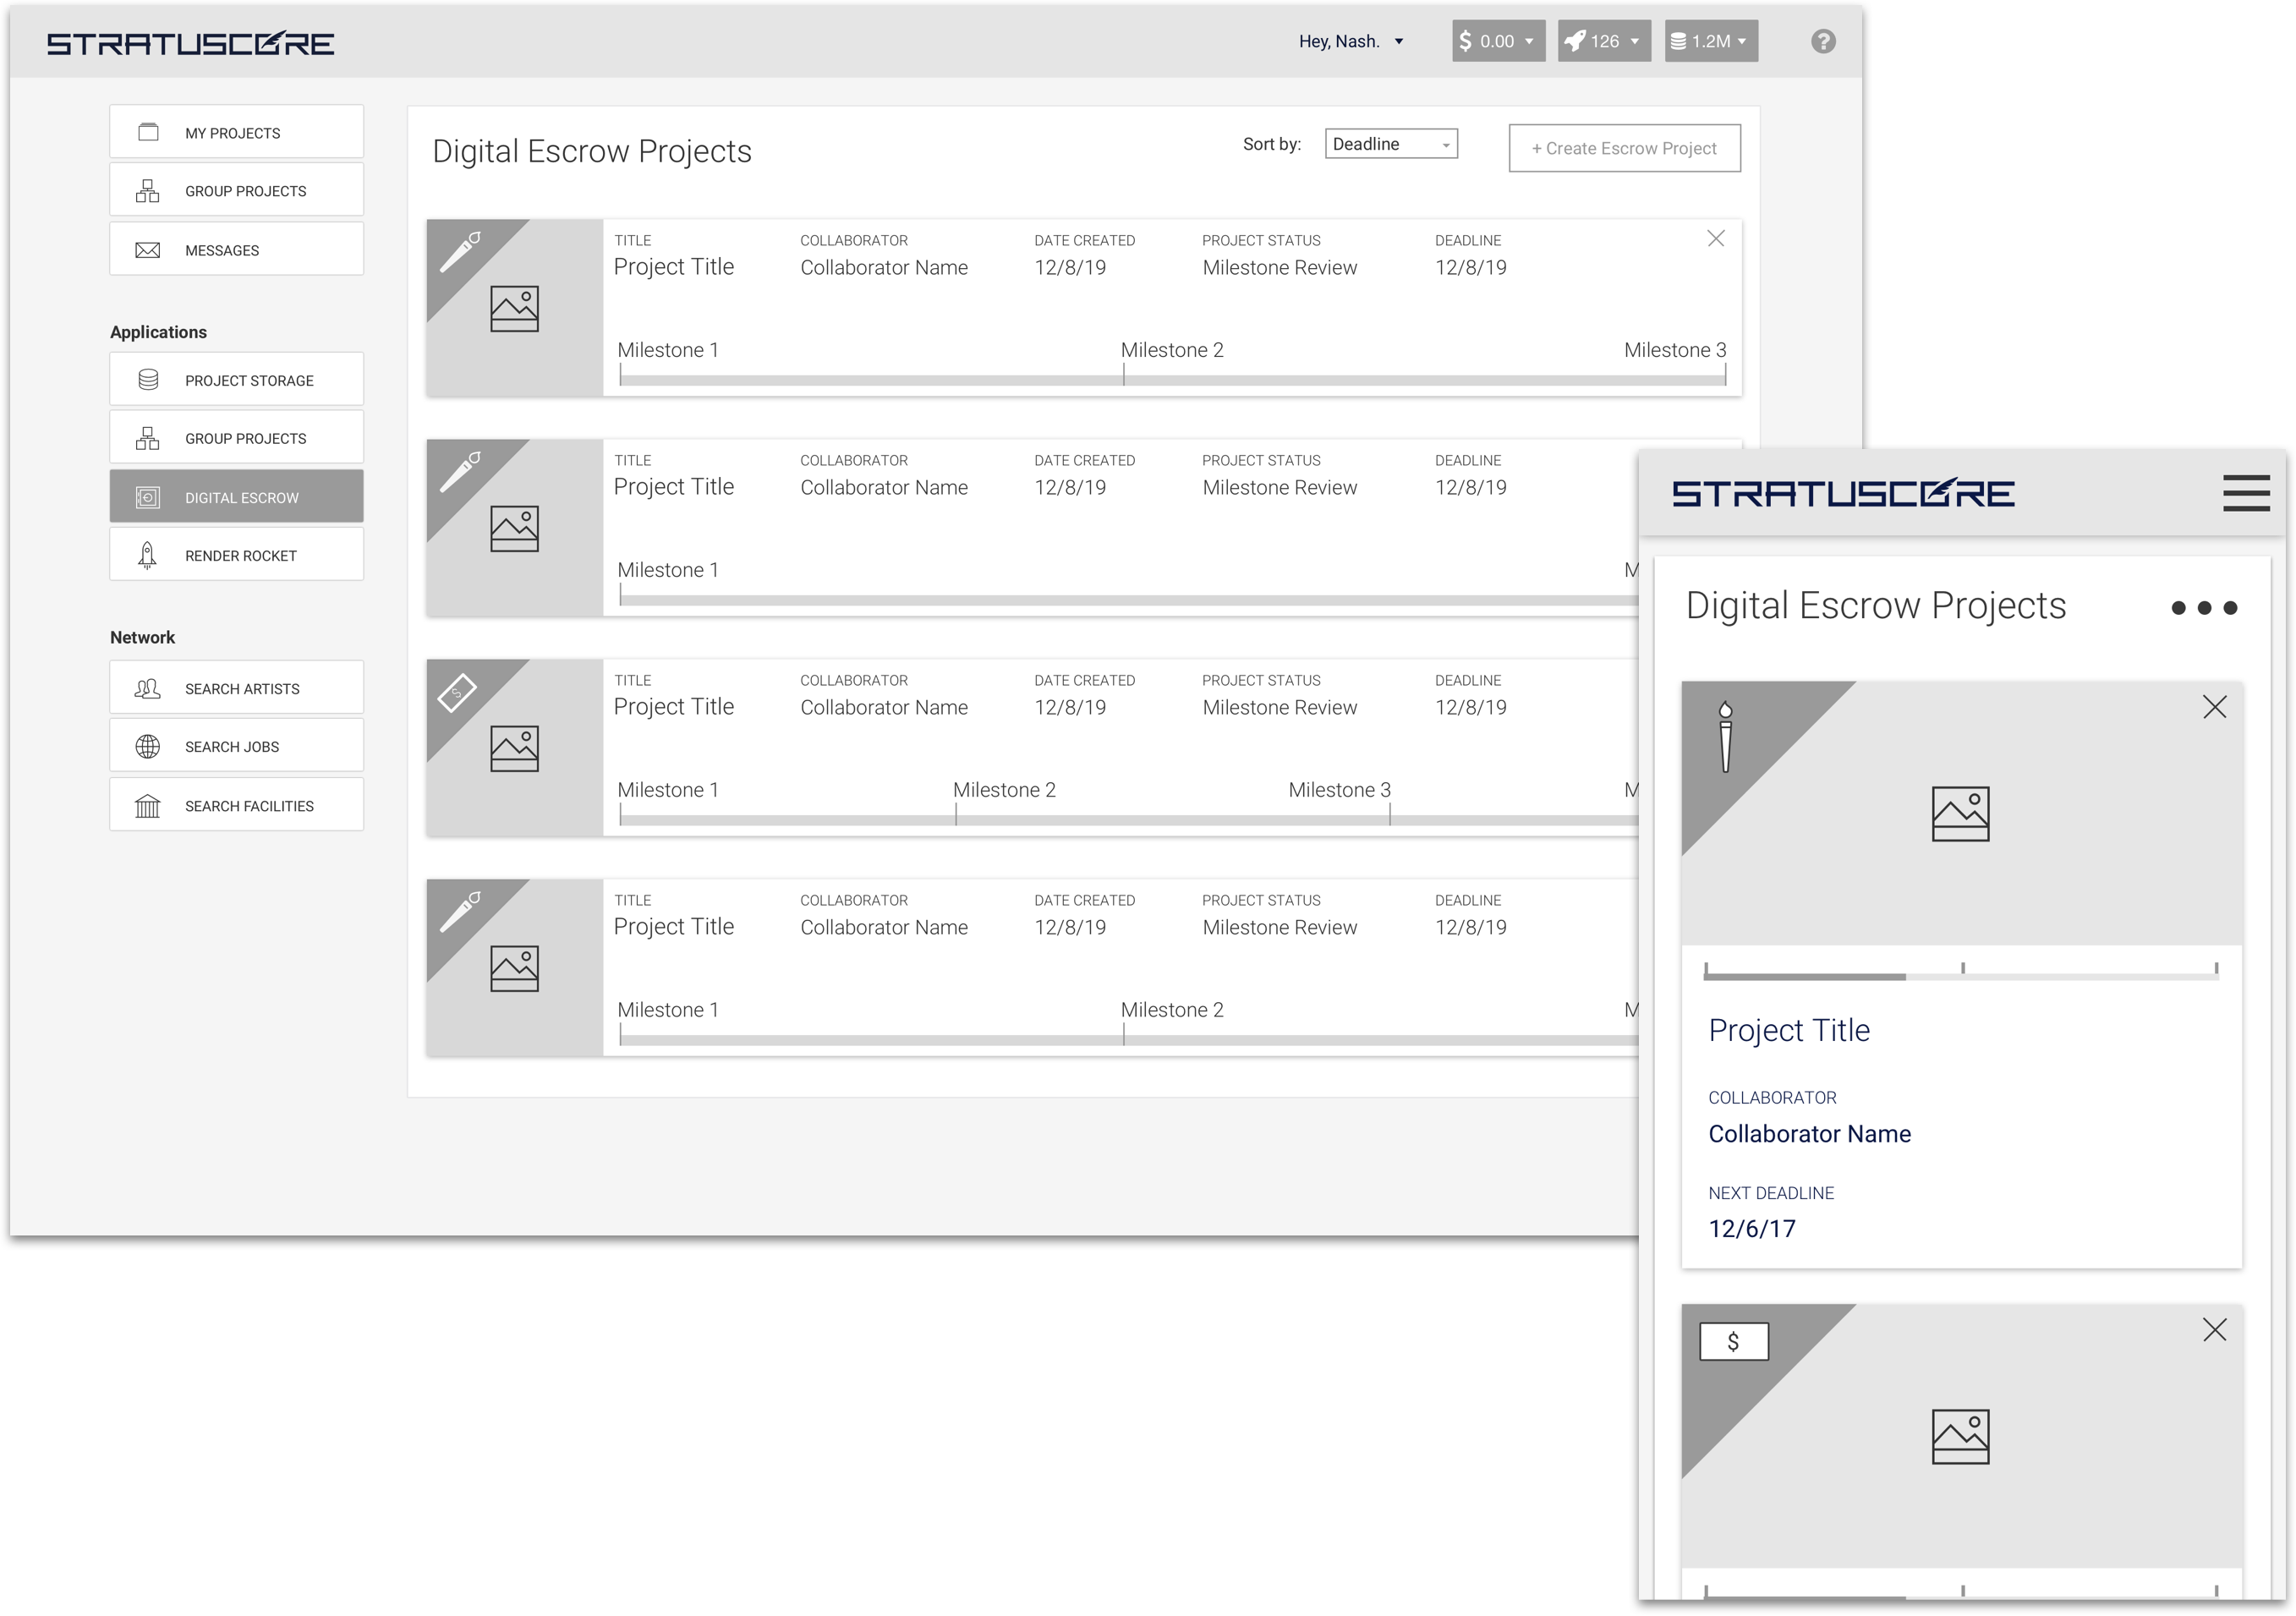 STRATUSCORE
Hey, Nash.
$ 0.00
126
1.2M
?
MY PROJECTS
GROUP PROJECTS
MESSAGES
Applications
PROJECT STORAGE
GROUP PROJECTS
DIGITAL ESCROW
RENDER ROCKET
Network
SEARCH ARTISTS
SEARCH JOBS
SEARCH FACILITIES
Digital Escrow Projects
Sort by:
Deadline
+ Create Escrow Project
TITLE COLLABORATOR DATE CREATED PROJECT STATUS DEADLINE
Project Title Collaborator Name 12/8/19 Milestone Review 12/8/19
Milestone 1 Milestone 2 Milestone 3
TITLE COLLABORATOR DATE CREATED PROJECT STATUS DEADLINE
Project Title Collaborator Name 12/8/19 Milestone Review 12/8/19
Milestone 1 M
$
TITLE COLLABORATOR DATE CREATED PROJECT STATUS DEADLINE
Project Title Collaborator Name 12/8/19 Milestone Review 12/8/19
Milestone 1 Milestone 2 Milestone 3 M
TITLE COLLABORATOR DATE CREATED PROJECT STATUS DEADLINE
Project Title Collaborator Name 12/8/19 Milestone Review 12/8/19
Milestone 1 Milestone 2 M
STRATUSCORE
Digital Escrow Projects
Project Title
COLLABORATOR
Collaborator Name
NEXT DEADLINE
12/6/17
$